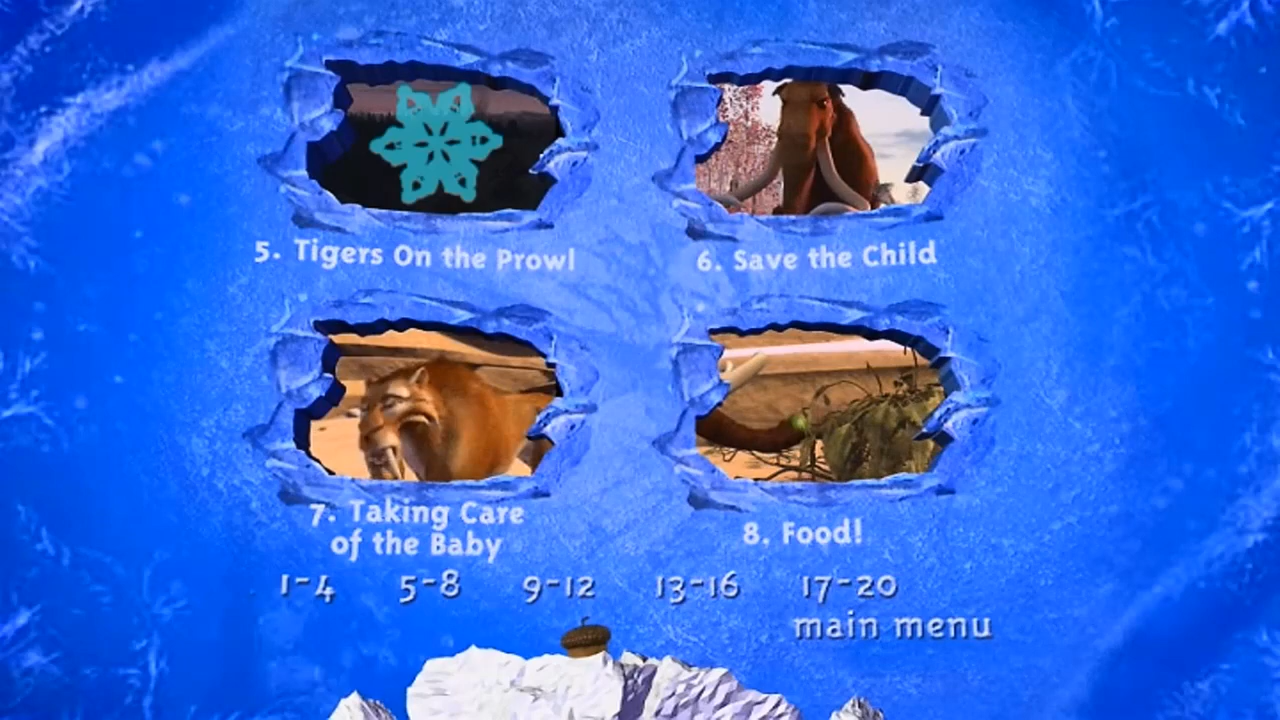 5. Tigers On the Prowl
6. Save the Child
7. Taking Care
of the Baby
8. Food!
1-4 5-8 9-12 13-16 17-20
main menu